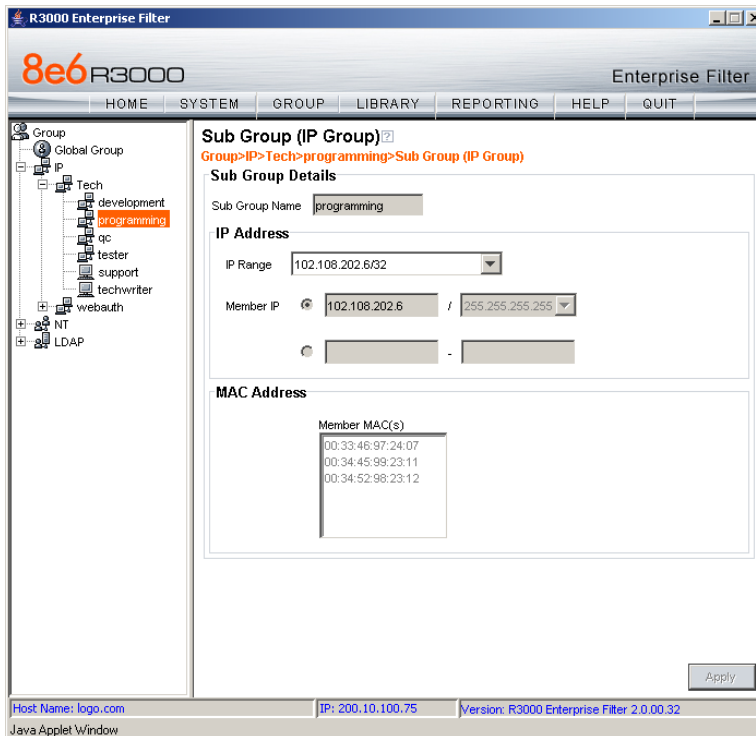 R3000 Enterprise Filter
8e6 R3000
Enterprise Filter
HOME SYSTEM GROUP LIBRARY REPORTING HELP QUIT
Group
Global Group
IP
Tech
development
programming
qc
tester
support
techwriter
webauth
NT
LDAP
Sub Group (IP Group)?
Group>IP>Tech>programming>Sub Group (IP Group)
Sub Group Details
Sub Group Name programming
IP Address
IP Range 102.108.202.6/32
Member IP 102.108.202.6 / 255.255.255.255
-
MAC Address
Member MAC(s)
00:33:46:97:24:07
00:34:45:99:23:11
00:34:52:98:23:12
Apply
Host Name: logo.com IP: 200.10.100.75 Version: R3000 Enterprise Filter 2.0.00.32
Java Applet Window